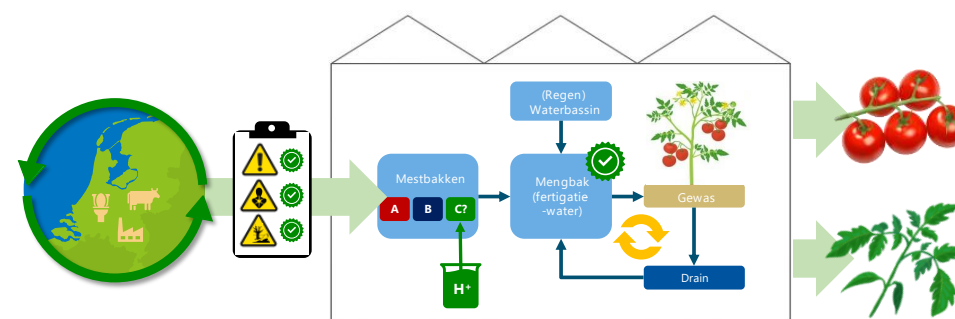 (Regen)
Waterbassin
Mestbakken
A B C?
Mengbak
(fertigatie
-water)
Gewas
Drain
H⁺